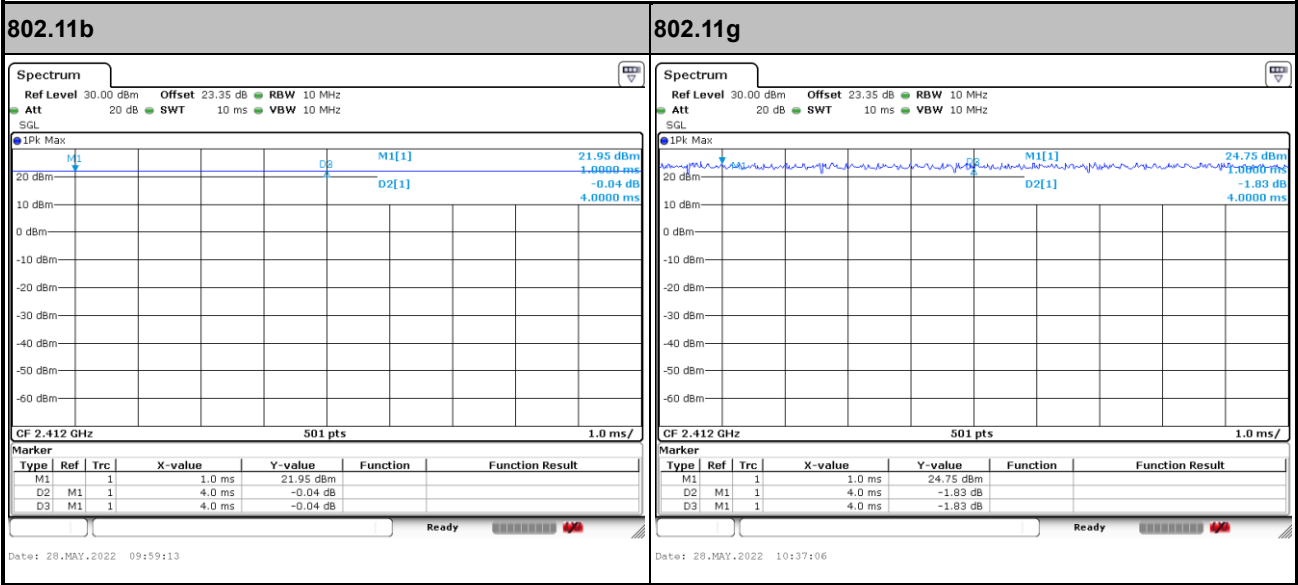 802.11b
Spectrum
Ref Level 30.00 dBm Offset 23.35 dB RBW 10 MHz
Att 20 dB SWT 10 ms VBW 10 MHz
SGL
1Pk Max
M1[1] 21.95 dBm
1.0000 ms
D2[1] -0.04 dB
4.0000 ms
M1
D3
20 dBm
10 dBm
0 dBm
-10 dBm
-20 dBm
-30 dBm
-40 dBm
-50 dBm
-60 dBm
CF 2.412 GHz 501 pts 1.0 ms/
Marker
Type Ref Trc X-value Y-value Function Function Result
M1 1 1.0 ms 21.95 dBm
D2 M1 1 4.0 ms -0.04 dB
D3 M1 1 4.0 ms -0.04 dB
Ready
Date: 28.MAY.2022 09:59:13
802.11g
Spectrum
Ref Level 30.00 dBm Offset 23.35 dB RBW 10 MHz
Att 20 dB SWT 10 ms VBW 10 MHz
SGL
1Pk Max
M1[1] 24.75 dBm
1.0000 ms
D2[1] -1.83 dB
4.0000 ms
M1
D3
20 dBm
10 dBm
0 dBm
-10 dBm
-20 dBm
-30 dBm
-40 dBm
-50 dBm
-60 dBm
CF 2.412 GHz 501 pts 1.0 ms/
Marker
Type Ref Trc X-value Y-value Function Function Result
M1 1 1.0 ms 24.75 dBm
D2 M1 1 4.0 ms -1.83 dB
D3 M1 1 4.0 ms -1.83 dB
Ready
Date: 28.MAY.2022 10:37:06